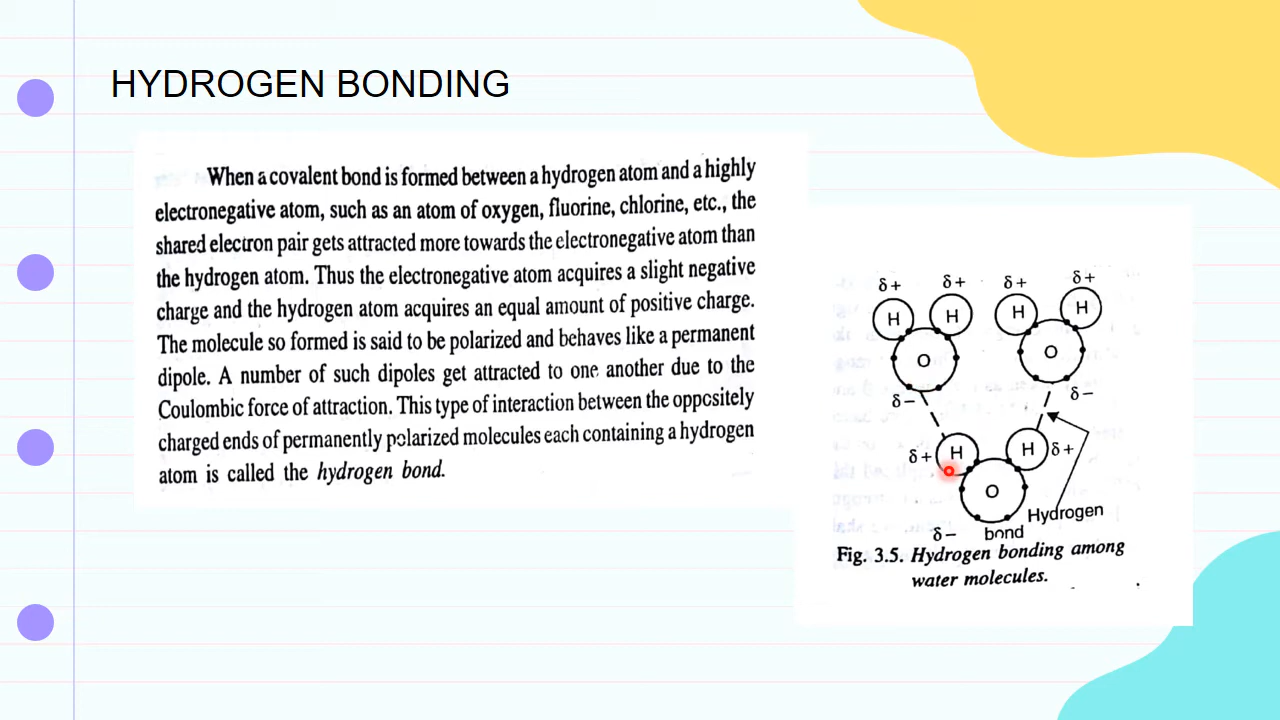 HYDROGEN BONDING
When a covalent bond is formed between a hydrogen atom and a highly
electronegative atom, such as an atom of oxygen, fluorine, chlorine, etc., the
shared electron pair gets attracted more towards the electronegative atom than
the hydrogen atom. Thus the electronegative atom acquires a slight negative
charge and the hydrogen atom acquires an equal amount of positive charge.
The molecule so formed is said to be polarized and behaves like a permanent
dipole. A number of such dipoles get attracted to one another due to the
Coulombic force of attraction. This type of interaction between the oppositely
charged ends of permanently polarized molecules each containing a hydrogen
atom is called the hydrogen bond.
δ+ δ+ δ+ δ+
H H H H
O O
δ− δ−
δ+ H H δ+
O
Hydrogen
δ− bond
Fig. 3.5. Hydrogen bonding among
water molecules.